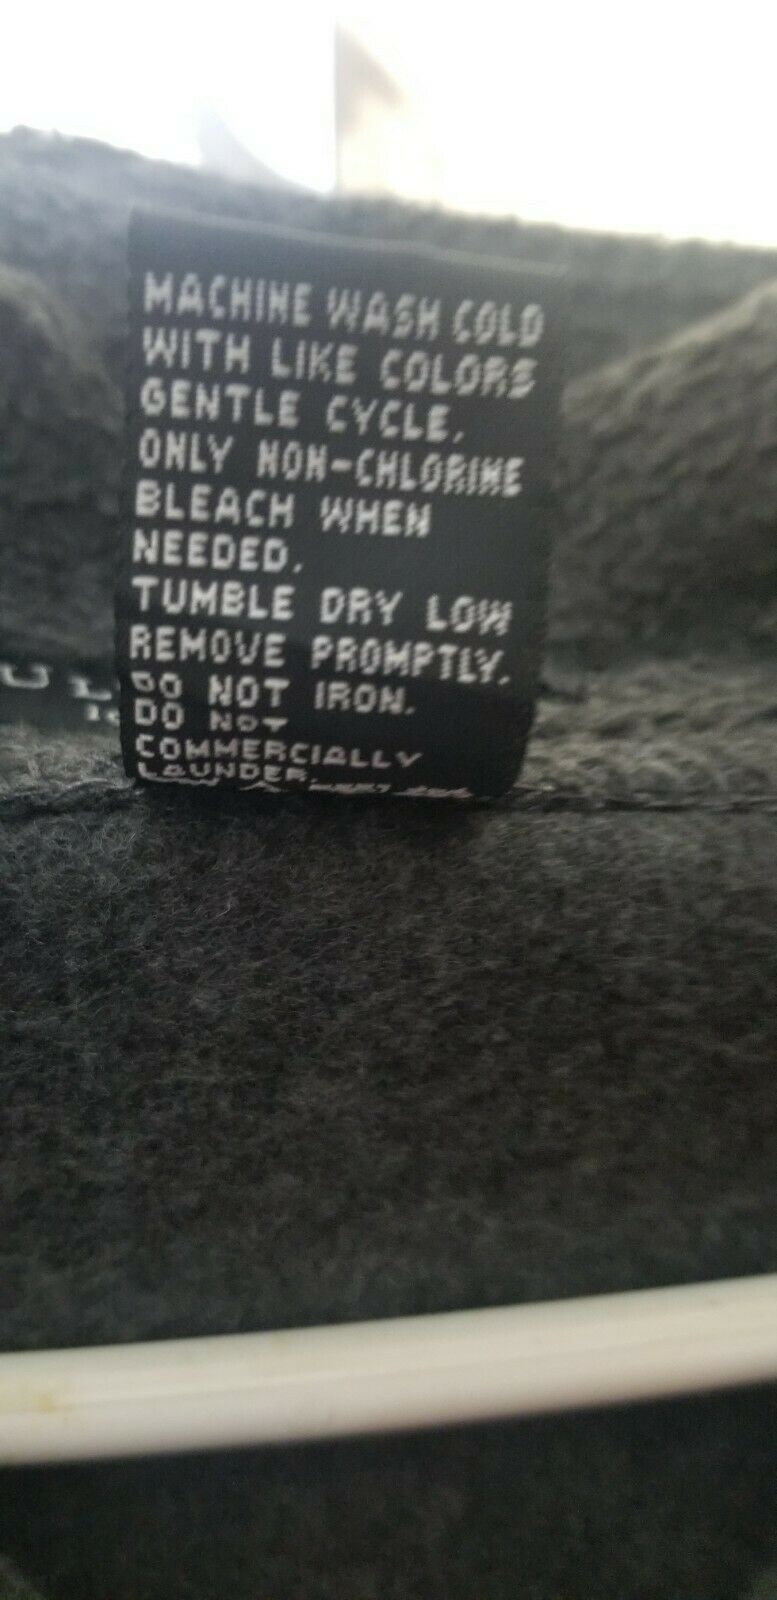 MACHINE WASH COLD
WITH LIKE COLORS
GENTLE CYCLE.
ONLY NON-CHLORINE
BLEACH WHEN
NEEDED.
TUMBLE DRY LOW
REMOVE PROMPTLY.
DO NOT IRON.
DO NOT
COMMERCIALLY
LAUNDER.